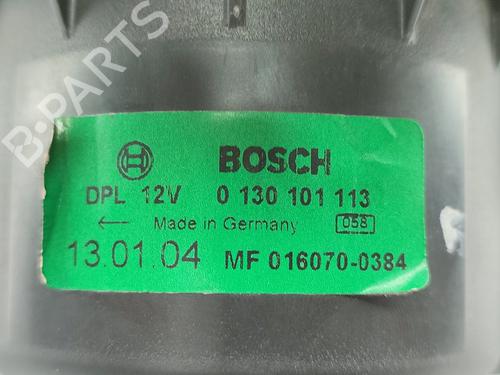 B-PARTS
BOSCH
DPL 12V 0 130 101 113
← Made in Germany 058
13.01.04 MF 016070-0384